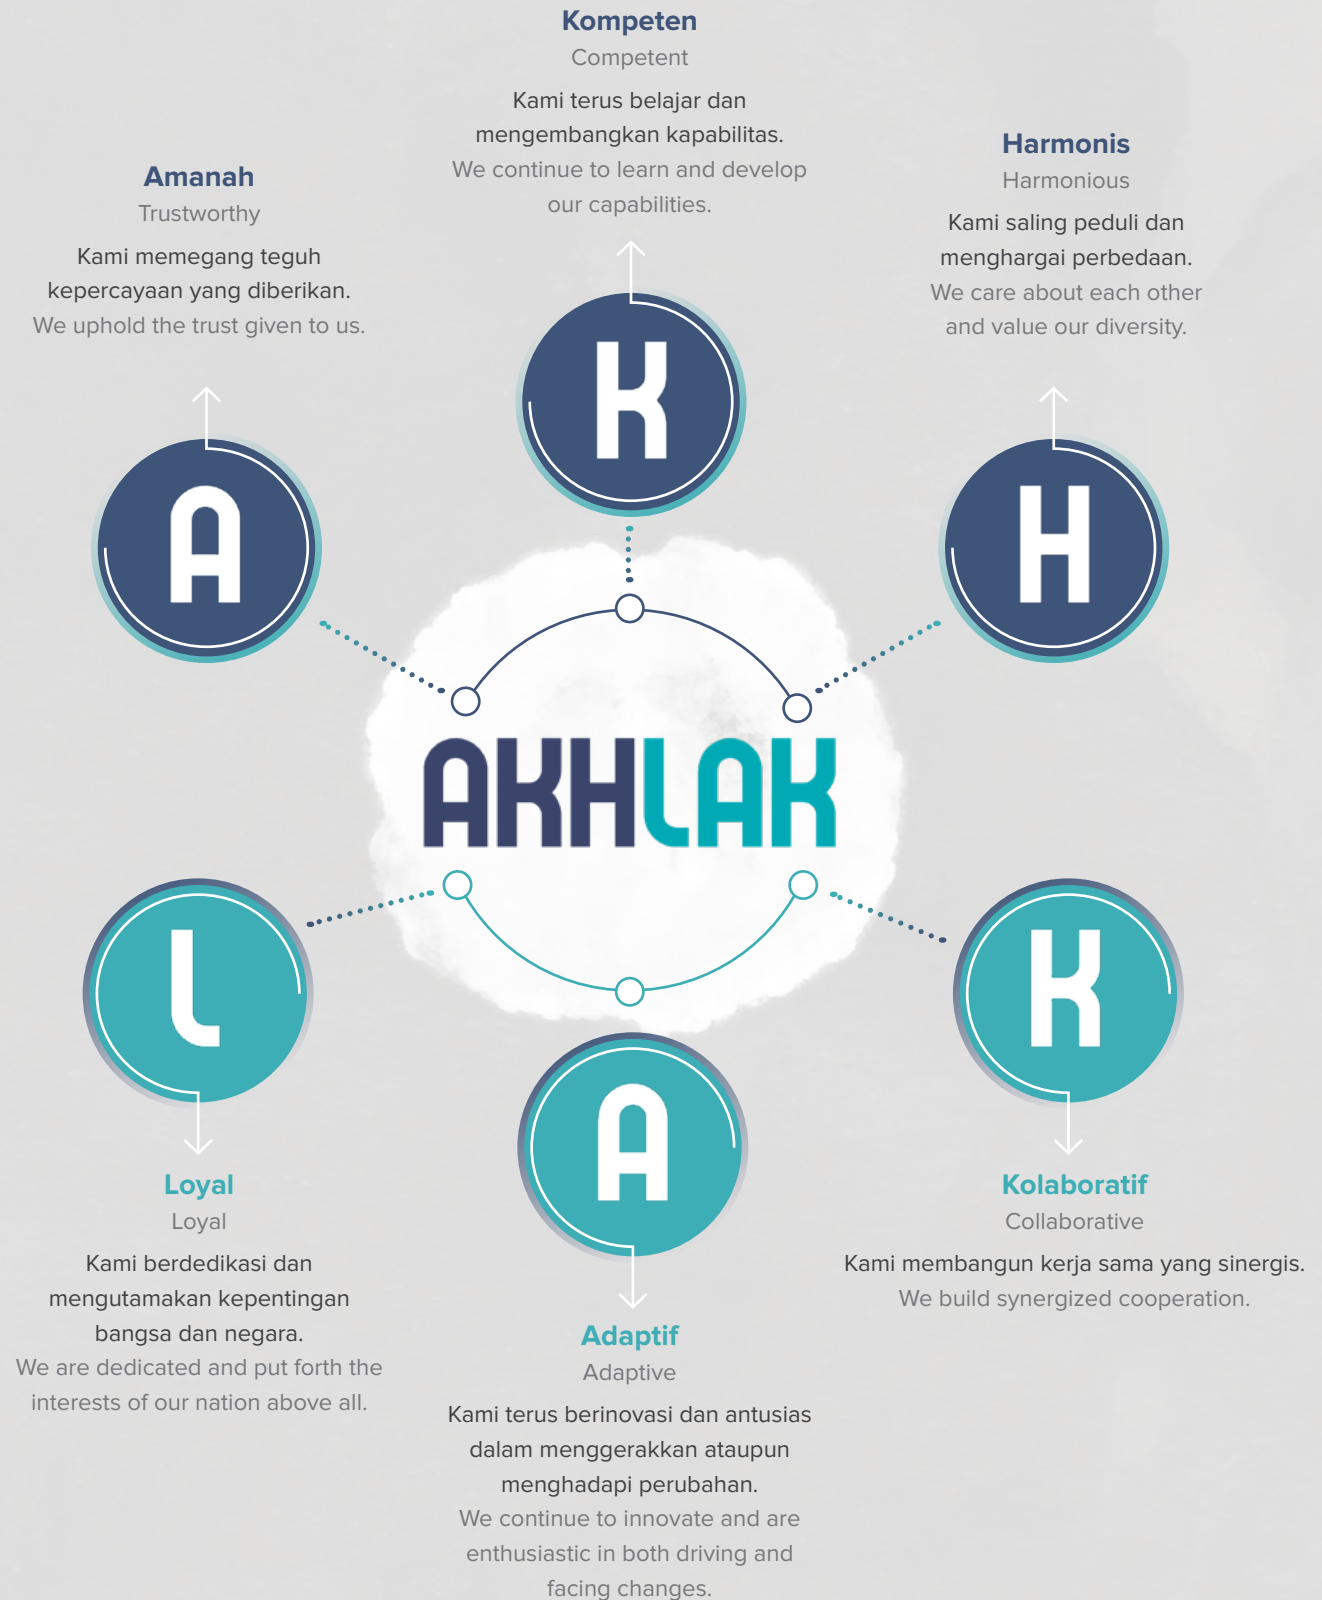 Amanah
Trustworthy
Kami memegang teguh
kepercayaan yang diberikan.
We uphold the trust given to us.
A
Kompeten
Competent
Kami terus belajar dan
mengembangkan kapabilitas.
We continue to learn and develop
our capabilities.
K
Harmonis
Harmonious
Kami saling peduli dan
menghargai perbedaan.
We care about each other
and value our diversity.
H
AKHLAK
L
Loyal
Loyal
Kami berdedikasi dan
mengutamakan kepentingan
bangsa dan negara.
We are dedicated and put forth the
interests of our nation above all.
A
Adaptif
Adaptive
Kami terus berinovasi dan antusias
dalam menggerakkan ataupun
menghadapi perubahan.
We continue to innovate and are
enthusiastic in both driving and
facing changes.
K
Kolaboratif
Collaborative
Kami membangun kerja sama yang sinergis.
We build synergized cooperation.